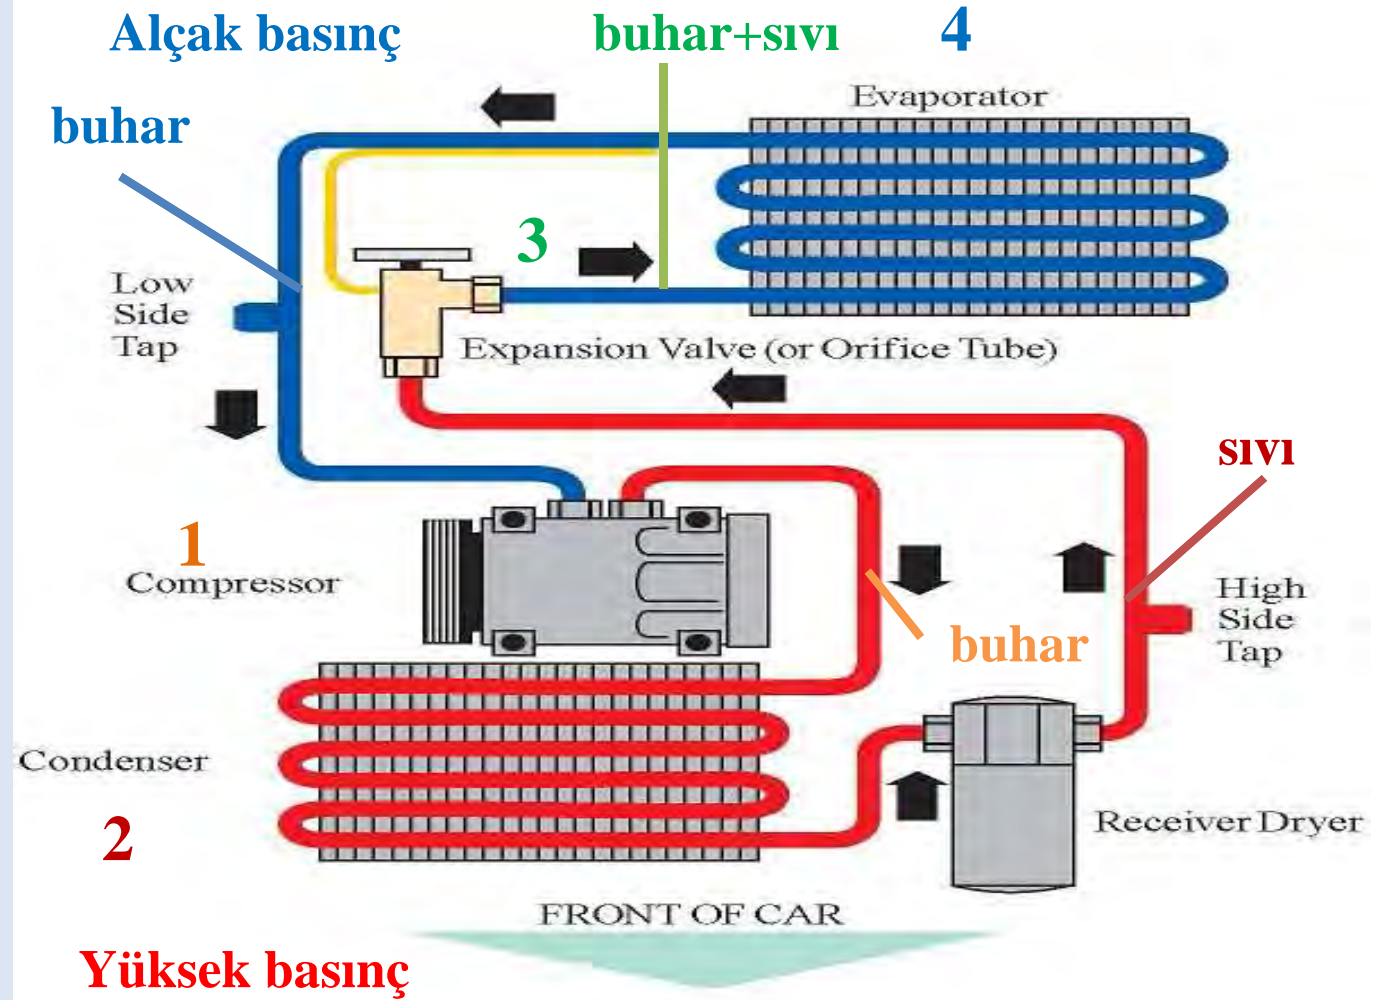 Alçak basınç
buhar+sıvı
4
Evaporator
buhar
3
Low
Side
Tap
Expansion Valve (or Orifice Tube)
sıvı
1
Compressor
High
Side
Tap
buhar
Condenser
2
Receiver Dryer
FRONT OF CAR
Yüksek basınç